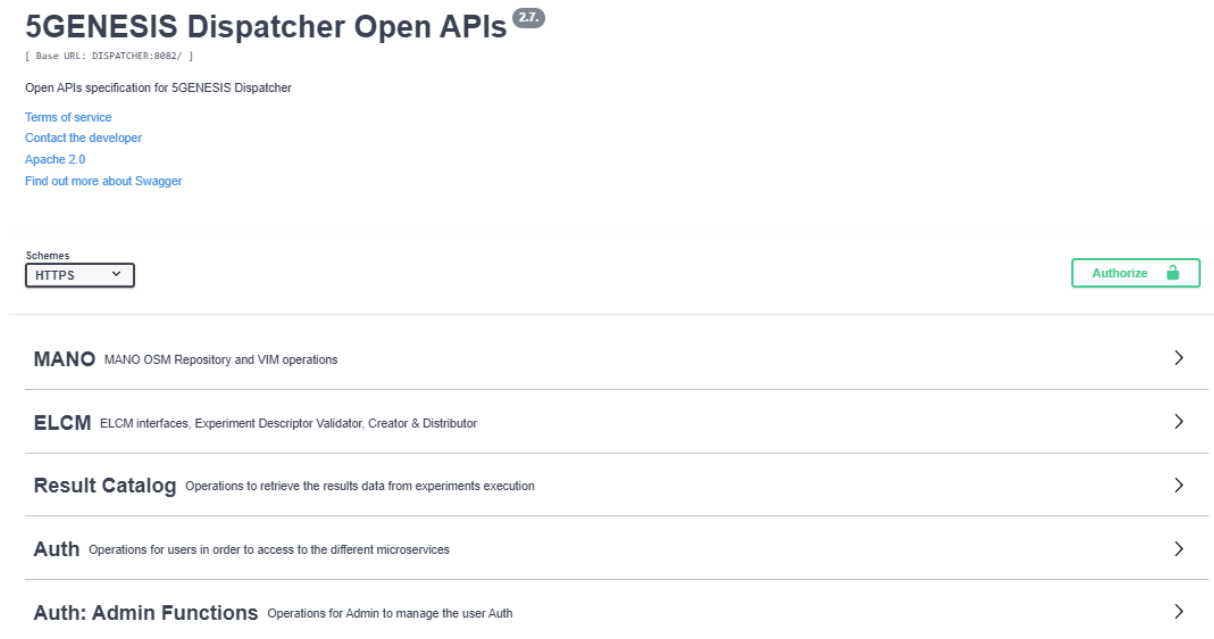 5GENESIS Dispatcher Open APIs 2.7.
[ Base URL: DISPATCHER:8082/ ]
Open APIs specification for 5GENESIS Dispatcher
Terms of service
Contact the developer
Apache 2.0
Find out more about Swagger
Schemes
HTTPS
Authorize
MANO MANO OSM Repository and VIM operations
ELCM ELCM interfaces, Experiment Descriptor Validator, Creator & Distributor
Result Catalog Operations to retrieve the results data from experiments execution
Auth Operations for users in order to access to the different microservices
Auth: Admin Functions Operations for Admin to manage the user Auth